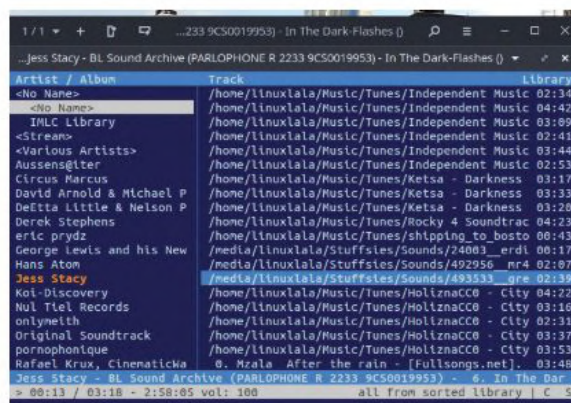 1/1 ...233 9CS0019953) - In The Dark-Flashes ()
...Jess Stacy - BL Sound Archive (PARLOPHONE R 2233 9CS0019953) - In The Dark-Flashes ()
Artist / Album Track Library
<No Name> /home/linuxlala/Music/Tunes/Independent Music 02:34
<No Name> /home/linuxlala/Music/Tunes/Independent Music 04:42
IMLC Library /home/linuxlala/Music/Tunes/Independent Music 03:09
<Stream> /home/linuxlala/Music/Tunes/Independent Music 02:41
<Various Artists> /home/linuxlala/Music/Tunes/Independent Music 03:44
Aussens@iter /home/linuxlala/Music/Tunes/Independent Music 02:53
Circus Marcus /home/linuxlala/Music/Tunes/Ketsa - Darkness 03:17
David Arnold & Michael P /home/linuxlala/Music/Tunes/Ketsa - Darkness 03:33
DeEtta Little & Nelson P /home/linuxlala/Music/Tunes/Ketsa - Darkness 03:20
Derek Stephens /home/linuxlala/Music/Tunes/Rocky 4 Soundtrac 04:23
eric prydz /home/linuxlala/Music/Tunes/shipping_to_bosto 00:43
George Lewis and his New /media/linuxlala/Stuffsies/Sounds/24003__erdi 00:17
Hans Atom /media/linuxlala/Stuffsies/Sounds/492956__mr4 02:07
Jess Stacy /media/linuxlala/Stuffsies/Sounds/493533__gre 02:39
Koi-Discovery /home/linuxlala/Music/Tunes/HoliznaCC0 - City 04:22
Nul Tiel Records /home/linuxlala/Music/Tunes/HoliznaCC0 - City 03:16
onlymeith /home/linuxlala/Music/Tunes/HoliznaCC0 - City 02:31
Original Soundtrack /home/linuxlala/Music/Tunes/HoliznaCC0 - City 03:37
pornophonique /home/linuxlala/Music/Tunes/HoliznaCC0 - City 03:53
Rafael Krux, CinematicWa 0. Mzala After the rain - [Fullsongs.net]. 03:48
Jess Stacy - BL Sound Archive (PARLOPHONE R 2233 9CS0019953) - 6. In The Dar
> 00:13 / 03:18 - 2:58:05 vol: 100 all from sorted library | C S